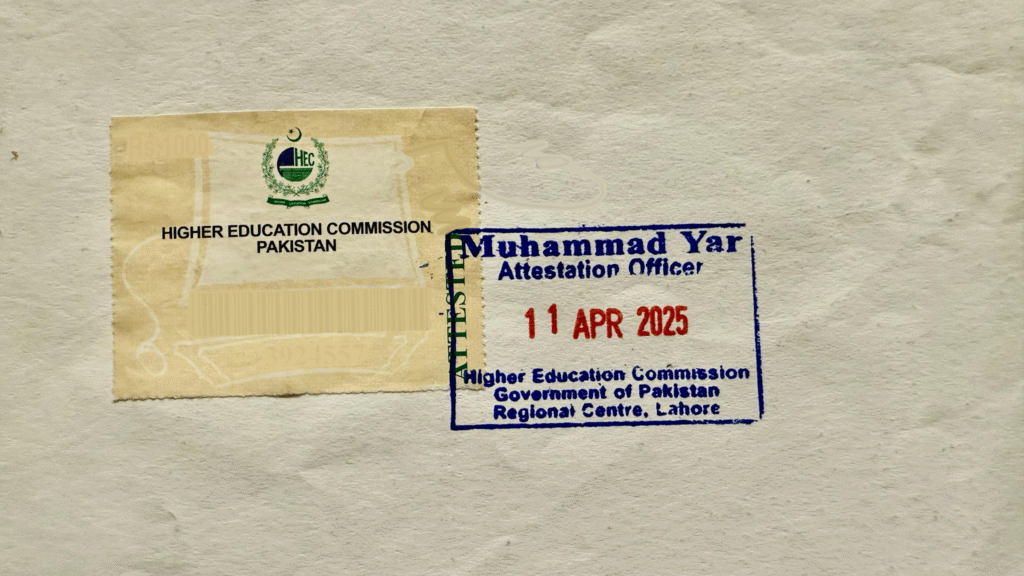 HEC
HIGHER EDUCATION COMMISSION
PAKISTAN
ATTESTED
Muhammad Yar
Attestation Officer
11 APR 2025
Higher Education Commission
Government of Pakistan
Regional Centre, Lahore